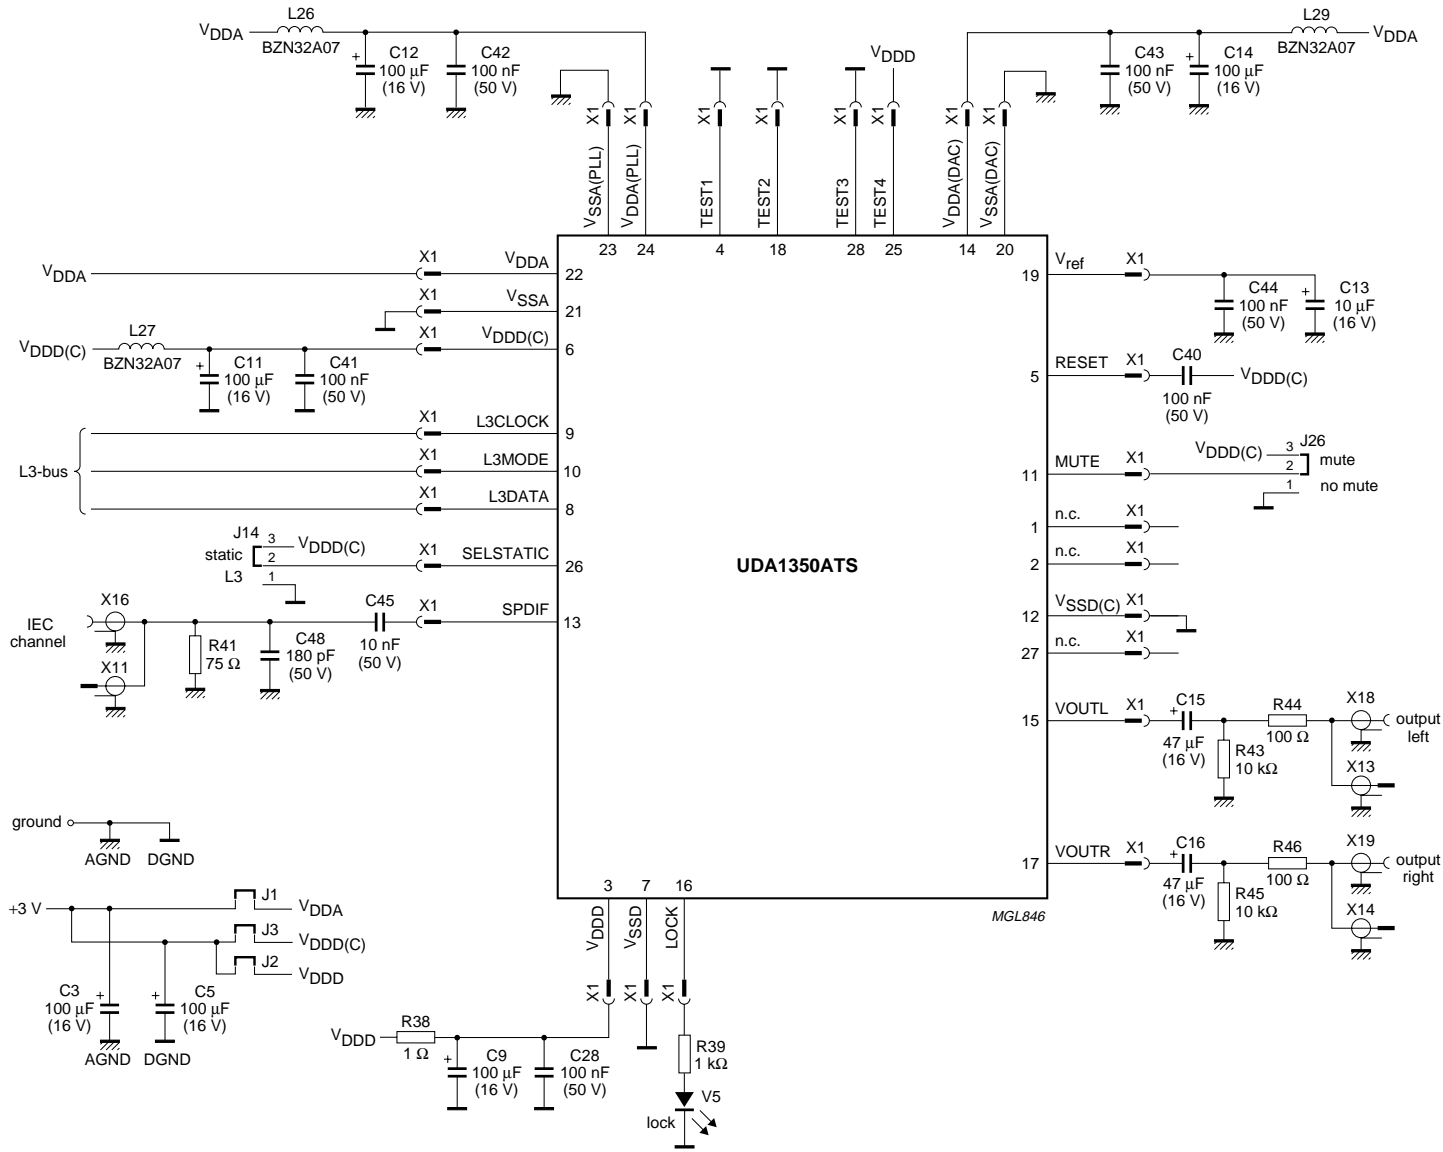 L26
VDDA
BZN32A07
C12
100 µF
(16 V)
C42
100 nF
(50 V)
VDDD
C43
100 nF
(50 V)
C14
100 µF
(16 V)
L29
BZN32A07
VDDA
X1
X1
X1
X1
X1
X1
X1
X1
VSSA(PLL)
VDDA(PLL)
TEST1
TEST2
TEST3
TEST4
VDDA(DAC)
VSSA(DAC)
23
24
4
18
28
25
14
20
VDDA
X1
VDDA
22
X1
VSSA
21
VDDD(C)
L27
BZN32A07
C11
100 µF
(16 V)
C41
100 nF
(50 V)
X1
VDDD(C)
6
L3-bus
X1
L3CLOCK
9
X1
L3MODE
10
X1
L3DATA
8
J14
static
L3
3
2
1
VDDD(C)
X1
SELSTATIC
26
IEC
channel
X16
X11
R41
75 Ω
C48
180 pF
(50 V)
C45
10 nF
(50 V)
X1
SPDIF
13
UDA1350ATS
19
Vref
X1
C44
100 nF
(50 V)
C13
10 µF
(16 V)
5
RESET
X1
C40
100 nF
(50 V)
VDDD(C)
11
MUTE
X1
VDDD(C)
3
2
1
J26
mute
no mute
1
n.c.
X1
2
n.c.
X1
12
VSSD(C)
X1
27
n.c.
X1
15
VOUTL
X1
C15
47 µF
(16 V)
R43
10 kΩ
R44
100 Ω
X18
output
left
X13
17
VOUTR
X1
C16
47 µF
(16 V)
R45
10 kΩ
R46
100 Ω
X19
output
right
X14
ground
AGND
DGND
+3 V
J1
VDDA
J3
VDDD(C)
J2
VDDD
C3
100 µF
(16 V)
C5
100 µF
(16 V)
AGND
DGND
3
7
16
MGL846
VDDD
VSSD
LOCK
X1
X1
X1
VDDD
R38
1 Ω
C9
100 µF
(16 V)
C28
100 nF
(50 V)
R39
1 kΩ
V5
lock